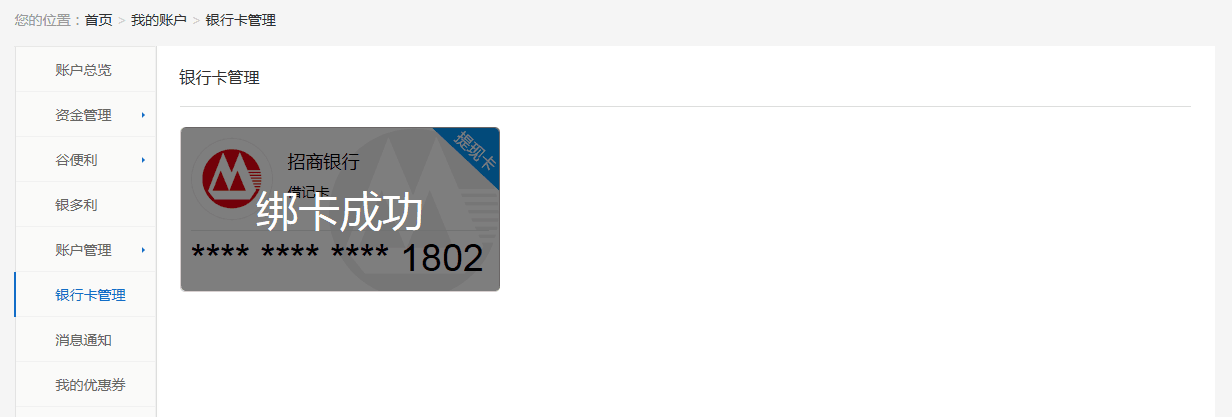 您的位置：首页 > 我的账户 > 银行卡管理
账户总览
资金管理
谷便利
银多利
账户管理
银行卡管理
消息通知
我的优惠券
银行卡管理
提现卡
招商银行
借记卡
绑卡成功
**** **** **** 1802